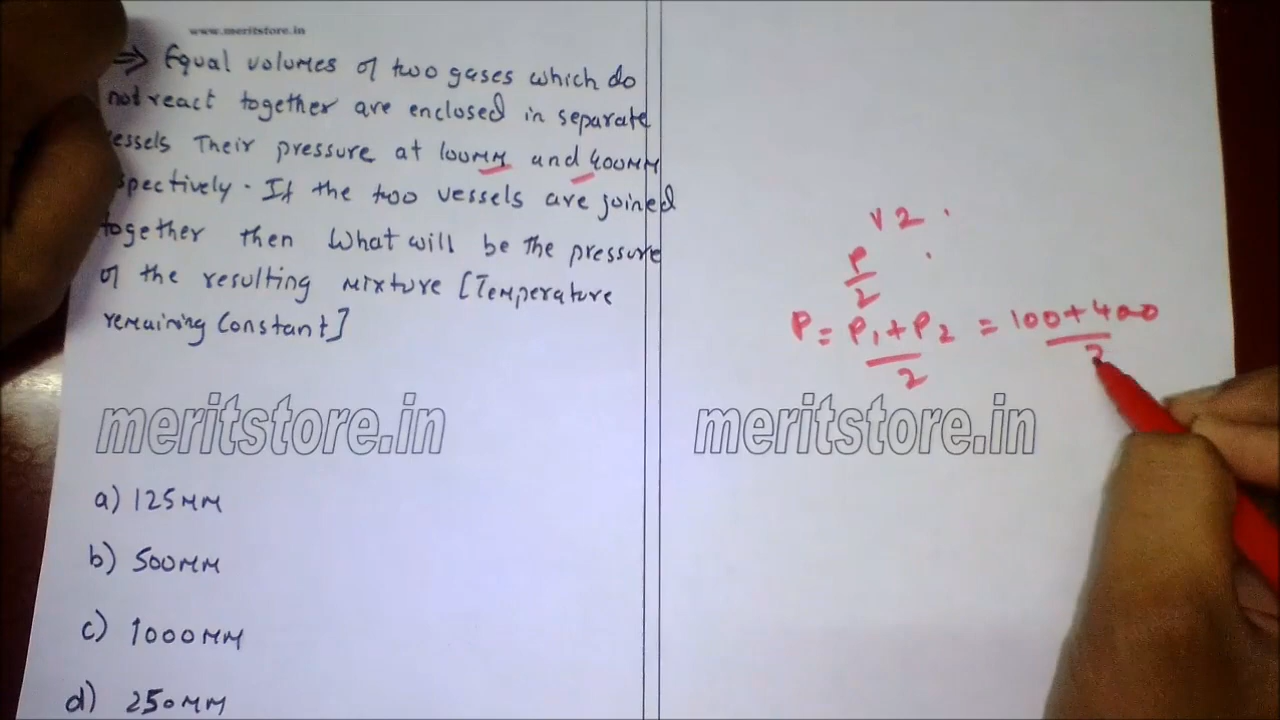 www.meritstore.in
⇒ Equal volumes of two gases which do
not react together are enclosed in separate
essels Their pressure at 100MM and 400MM
spectively. If the two vessels are joined
together then What will be the pressure
of the resulting Mixture [Temperature
remaining Constant]
meritstore.in
a) 125MM
b) 500MM
c) 1000MM
d) 250MM
V 2
P/2
P = P1+P2/2 = 100+400/2
meritstore.in